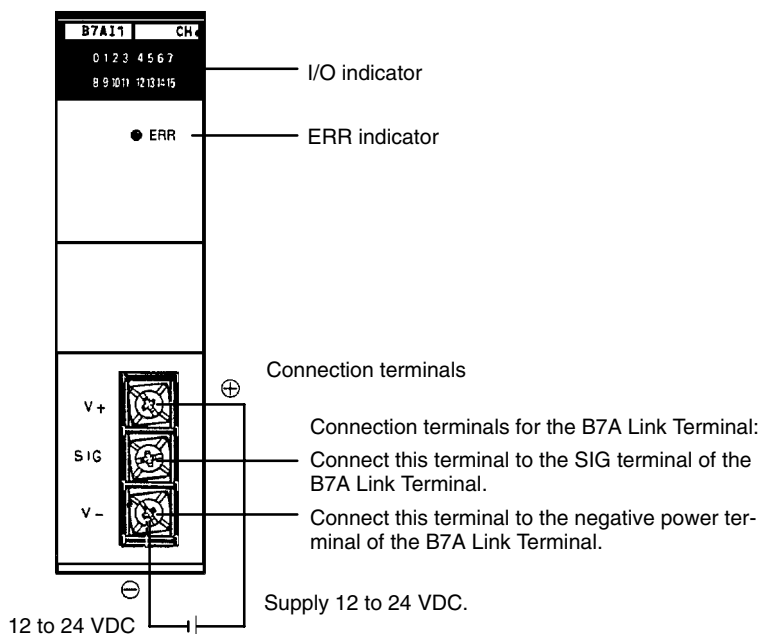 B7AI1 CH
0 1 2 3 4 5 6 7
8 9 10 11 12 13 14 15
I/O indicator
ERR
ERR indicator
Connection terminals
⊕
V +
Connection terminals for the B7A Link Terminal:
SIG
Connect this terminal to the SIG terminal of the
B7A Link Terminal.
V –
Connect this terminal to the negative power ter-
minal of the B7A Link Terminal.
⊖
Supply 12 to 24 VDC.
12 to 24 VDC